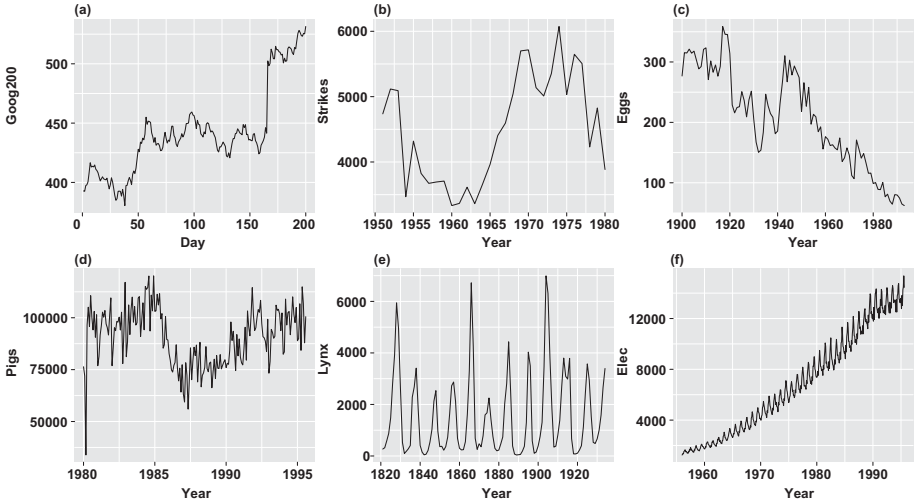 (a)
Goog200
500
450
400
0
50
100
150
200
Day
(b)
Strikes
6000
5000
4000
1950
1955
1960
1965
1970
1975
1980
Year
(c)
Eggs
300
200
100
1900
1920
1940
1960
1980
Year
(d)
Pigs
100000
75000
50000
1980
1985
1990
1995
Year
(e)
Lynx
6000
4000
2000
0
1820
1840
1860
1880
1900
1920
Year
(f)
Elec
12000
8000
4000
1960
1970
1980
1990
Year